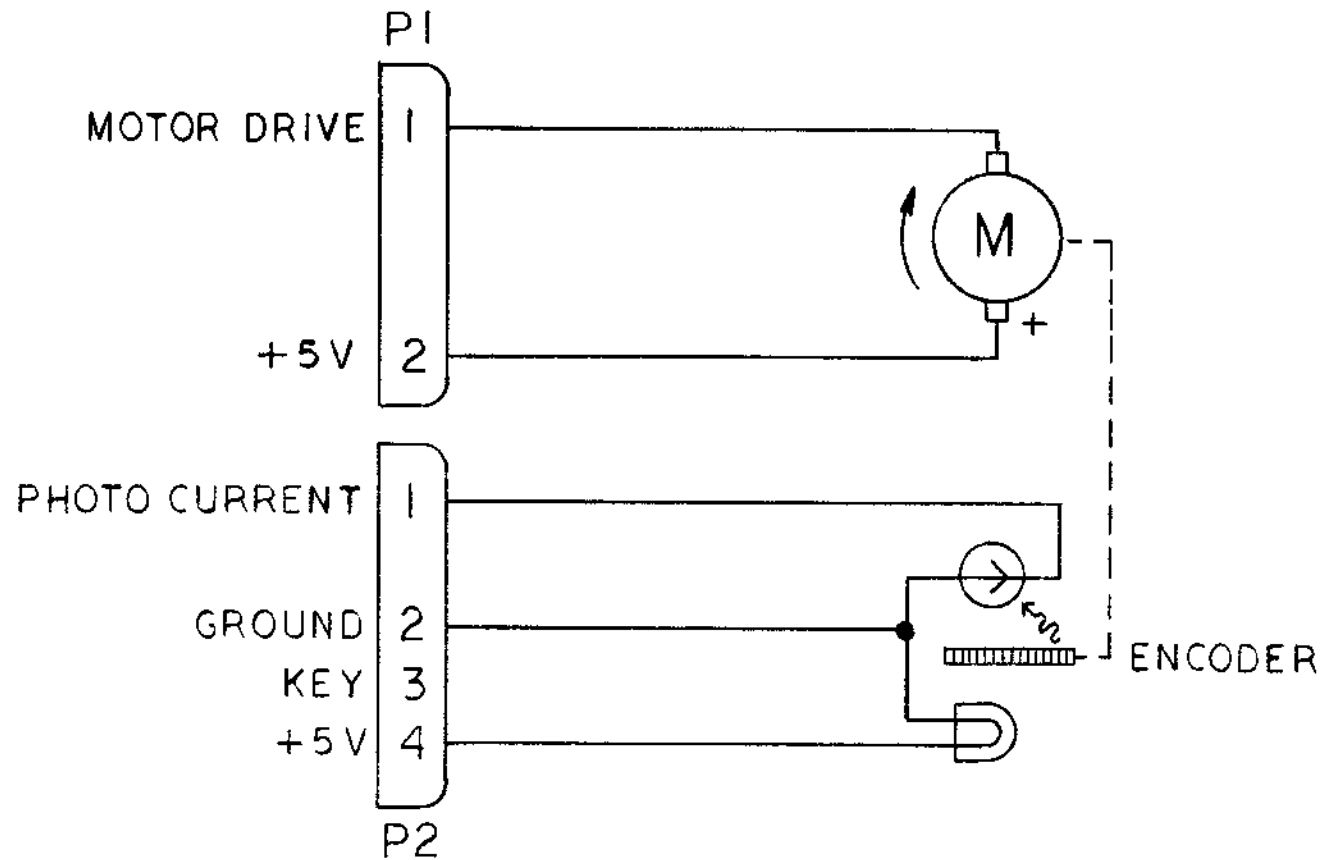 P1
MOTOR DRIVE 1
M
+
+5V 2
PHOTO CURRENT 1
GROUND 2
ENCODER
KEY 3
+5V 4
P2